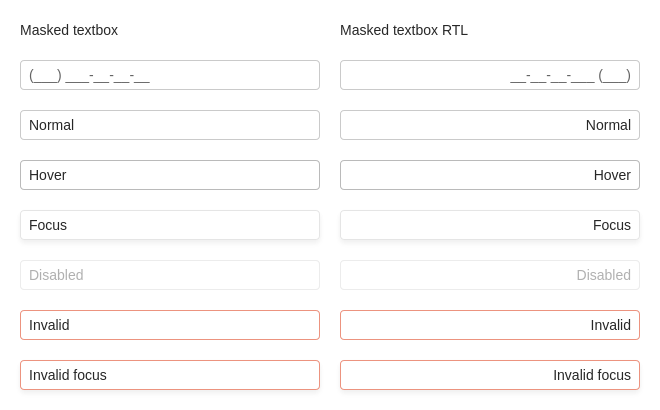 Masked textbox
(___) ___-__-__-__
Normal
Hover
Focus
Disabled
Invalid
Invalid focus
Masked textbox RTL
__-__-__-___ (___)
Normal
Hover
Focus
Disabled
Invalid
Invalid focus